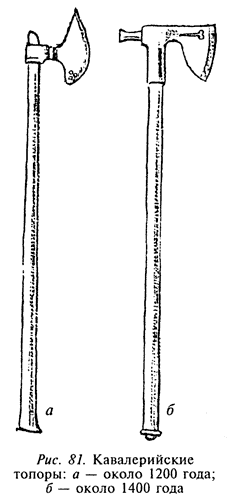 а
б
Рис. 81. Кавалерийские
топоры: а — около 1200 года;
б — около 1400 года